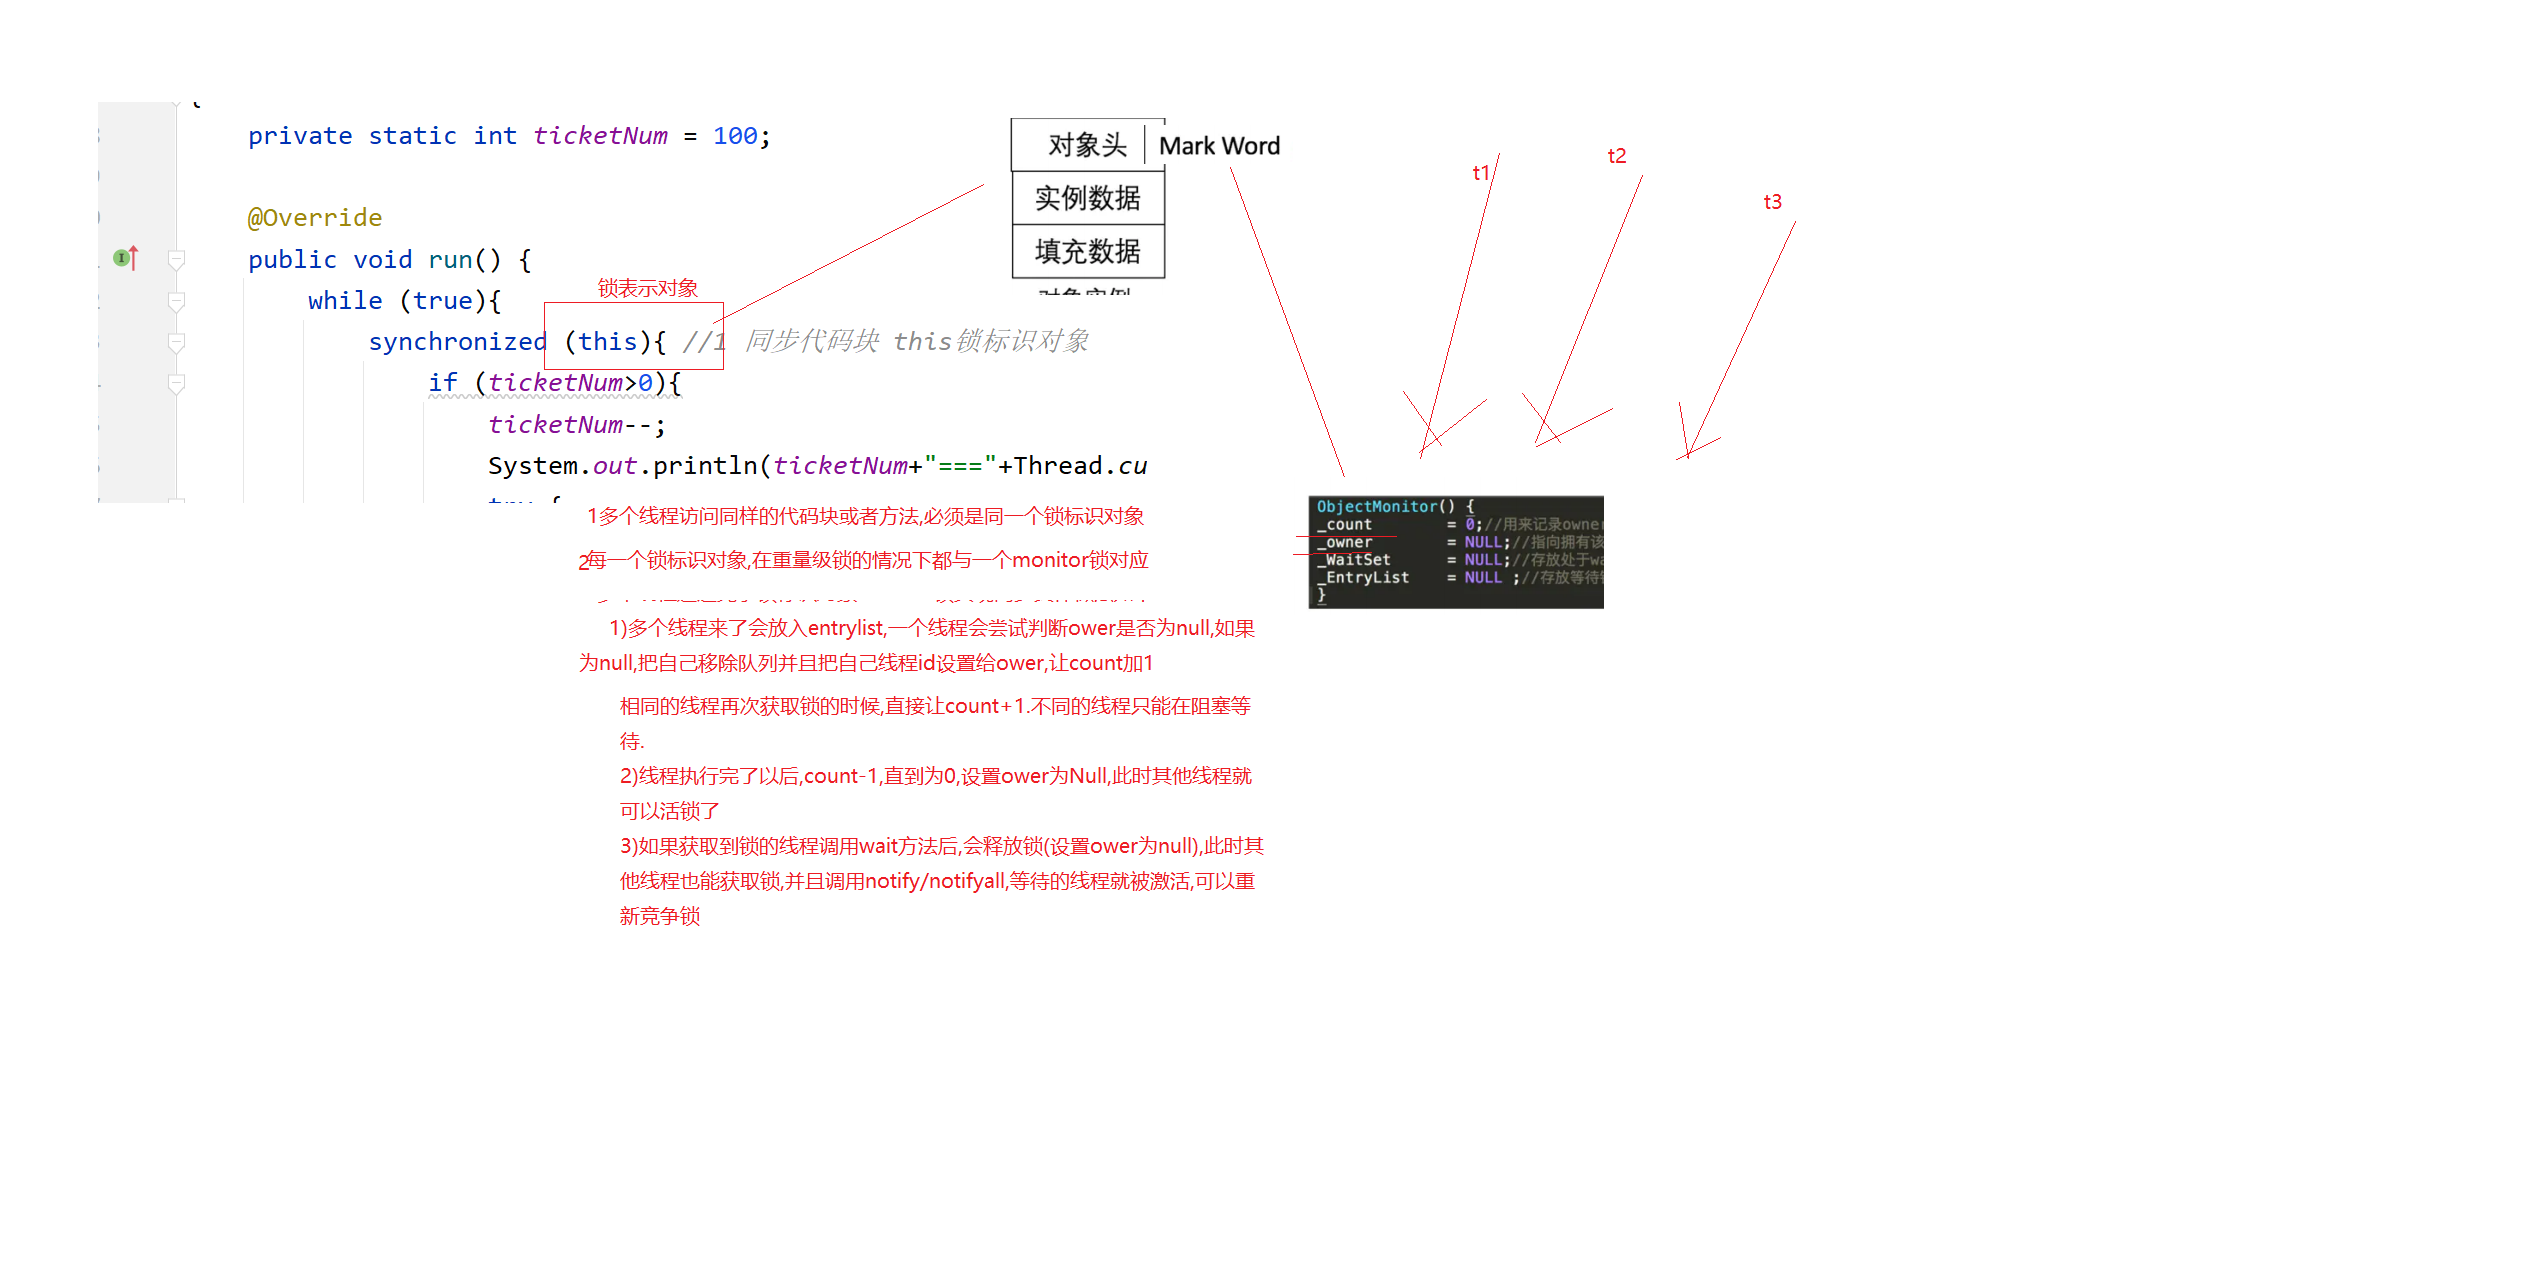 {
private static int ticketNum = 100;
@Override
public void run() {
while (true){
锁表示对象
synchronized (this){ //1 同步代码块 this锁标识对象
if (ticketNum>0){
ticketNum--;
System.out.println(ticketNum+"==="+Thread.cu
try {
对象头 Mark Word
实例数据
填充数据
对象实例
t1
t2
t3
ObjectMonitor() {
_count = 0;//用来记录owner
_owner = NULL;//指向拥有该
_WaitSet = NULL;//存放处于wa
_EntryList = NULL ;//存放等待锁
}
1多个线程访问同样的代码块或者方法,必须是同一个锁标识对象
2每一个锁标识对象,在重量级锁的情况下都与一个monitor锁对应
1)多个线程来了会放入entrylist,一个线程会尝试判断ower是否为null,如果
为null,把自己移除队列并且把自己线程id设置给ower,让count加1
相同的线程再次获取锁的时候,直接让count+1.不同的线程只能在阻塞等
待.
2)线程执行完了以后,count-1,直到为0,设置ower为Null,此时其他线程就
可以活锁了
3)如果获取到锁的线程调用wait方法后,会释放锁(设置ower为null),此时其
他线程也能获取锁,并且调用notify/notifyall,等待的线程就被激活,可以重
新竞争锁